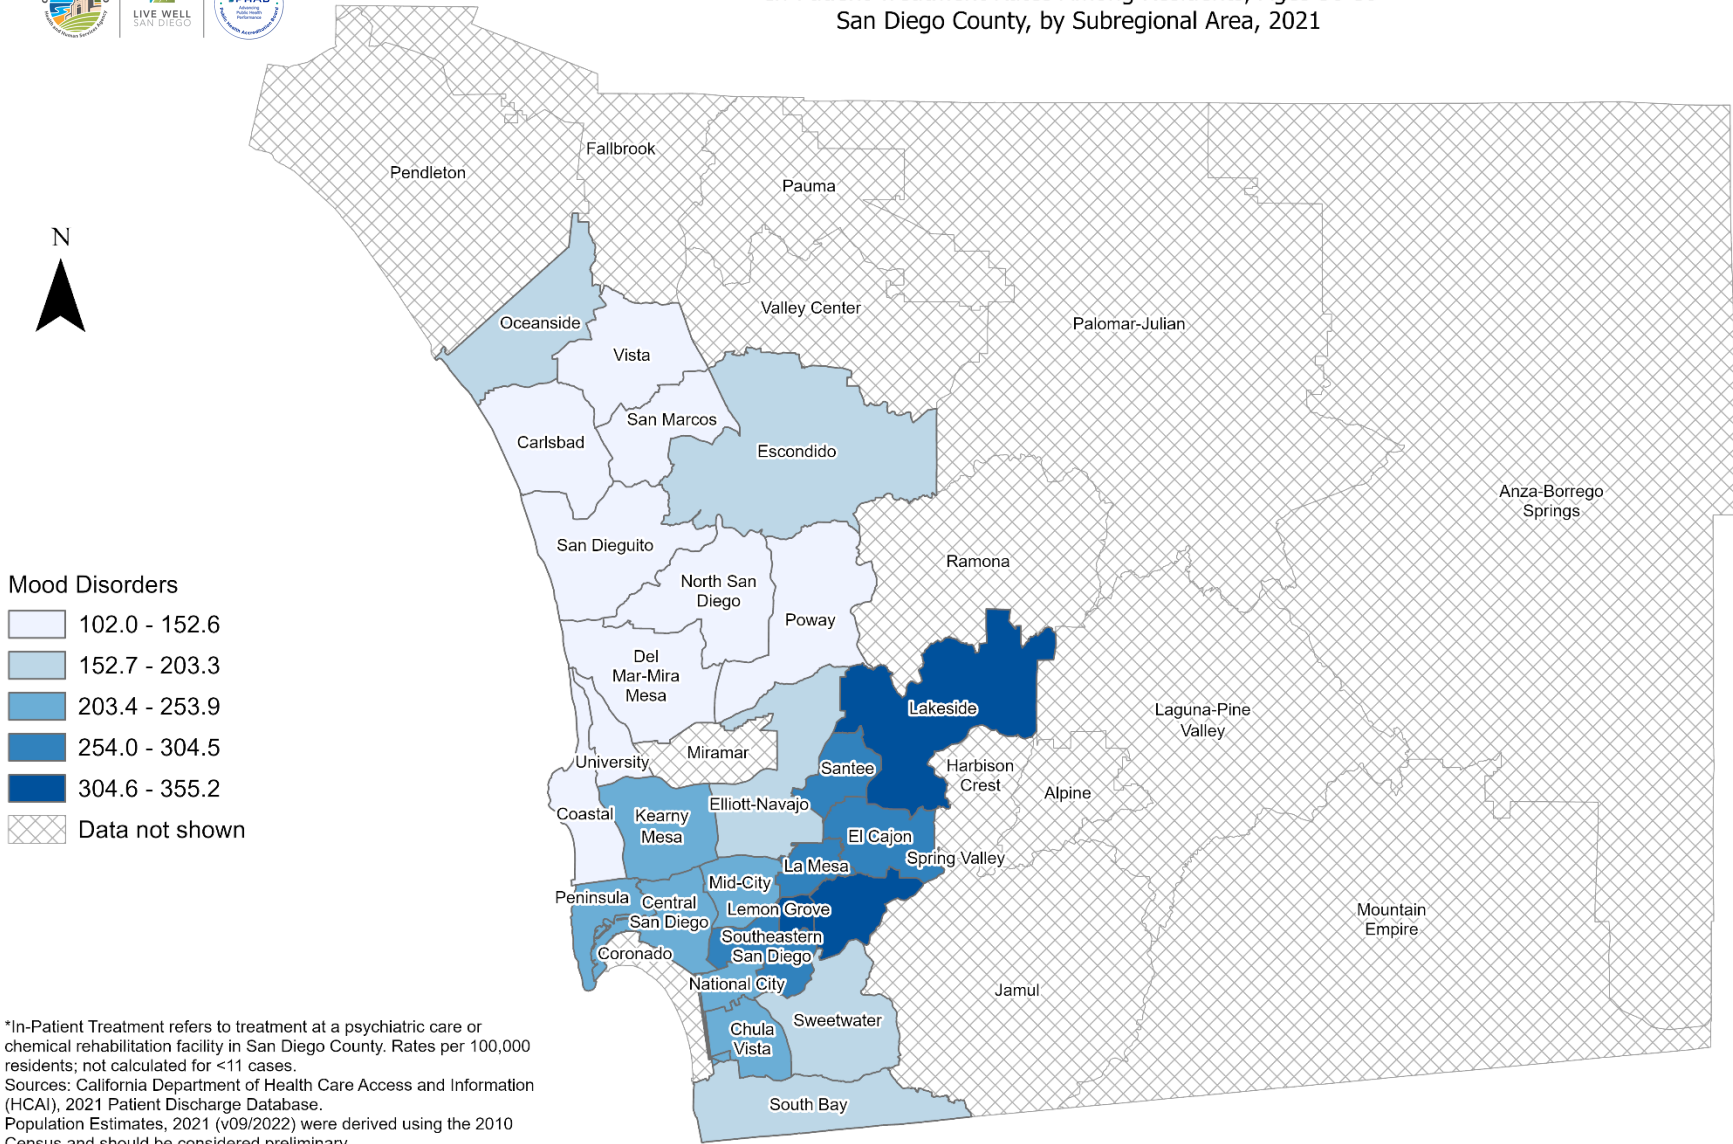 LIVE WELL
SAN DIEGO
San Diego County, by Subregional Area, 2021
Fallbrook
Pendleton
Pauma
N
Valley Center
Oceanside
Palomar-Julian
Vista
San Marcos
Carlsbad
Escondido
Anza-Borrego
Springs
San Dieguito
Ramona
North San
Diego
Poway
Del
Mar-Mira
Mesa
Lakeside
Laguna-Pine
Valley
Miramar
University
Santee
Harbison
Crest
Alpine
Elliott-Navajo
Coastal
Kearny
Mesa
El Cajon
Spring Valley
La Mesa
Mid-City
Peninsula
Central
San Diego
Lemon Grove
Mountain
Empire
Southeastern
San Diego
Coronado
National City
Jamul
Sweetwater
Chula
Vista
South Bay
Mood Disorders
102.0 - 152.6
152.7 - 203.3
203.4 - 253.9
254.0 - 304.5
304.6 - 355.2
Data not shown
*In-Patient Treatment refers to treatment at a psychiatric care or
chemical rehabilitation facility in San Diego County. Rates per 100,000
residents; not calculated for <11 cases.
Sources: California Department of Health Care Access and Information
(HCAI), 2021 Patient Discharge Database.
Population Estimates, 2021 (v09/2022) were derived using the 2010
Census and should be considered preliminary.